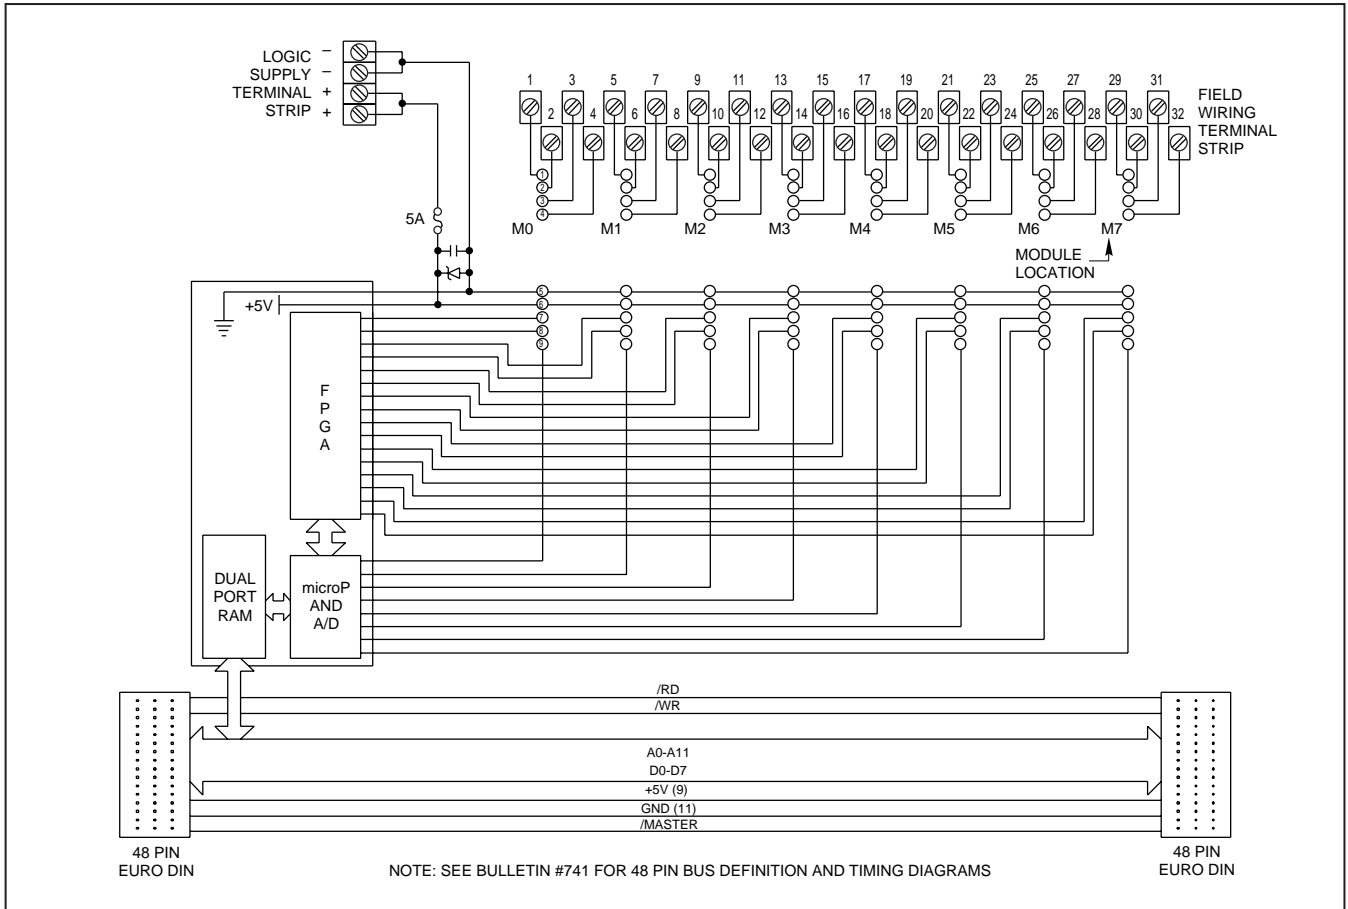 LOGIC –
SUPPLY –
TERMINAL +
STRIP +
1 3 5 7 9 11 13 15 17 19 21 23 25 27 29 31
2 4 6 8 10 12 14 16 18 20 22 24 26 28 30 32
FIELD
WIRING
TERMINAL
STRIP
1
2
3
4
5A
M0 M1 M2 M3 M4 M5 M6 M7
MODULE
LOCATION
+5V
5
6
7
8
9
F
P
G
A
DUAL
PORT
RAM
microP
AND
A/D
/RD
/WR
A0-A11
D0-D7
+5V (9)
GND (11)
/MASTER
48 PIN
EURO DIN
48 PIN
EURO DIN
NOTE: SEE BULLETIN #741 FOR 48 PIN BUS DEFINITION AND TIMING DIAGRAMS